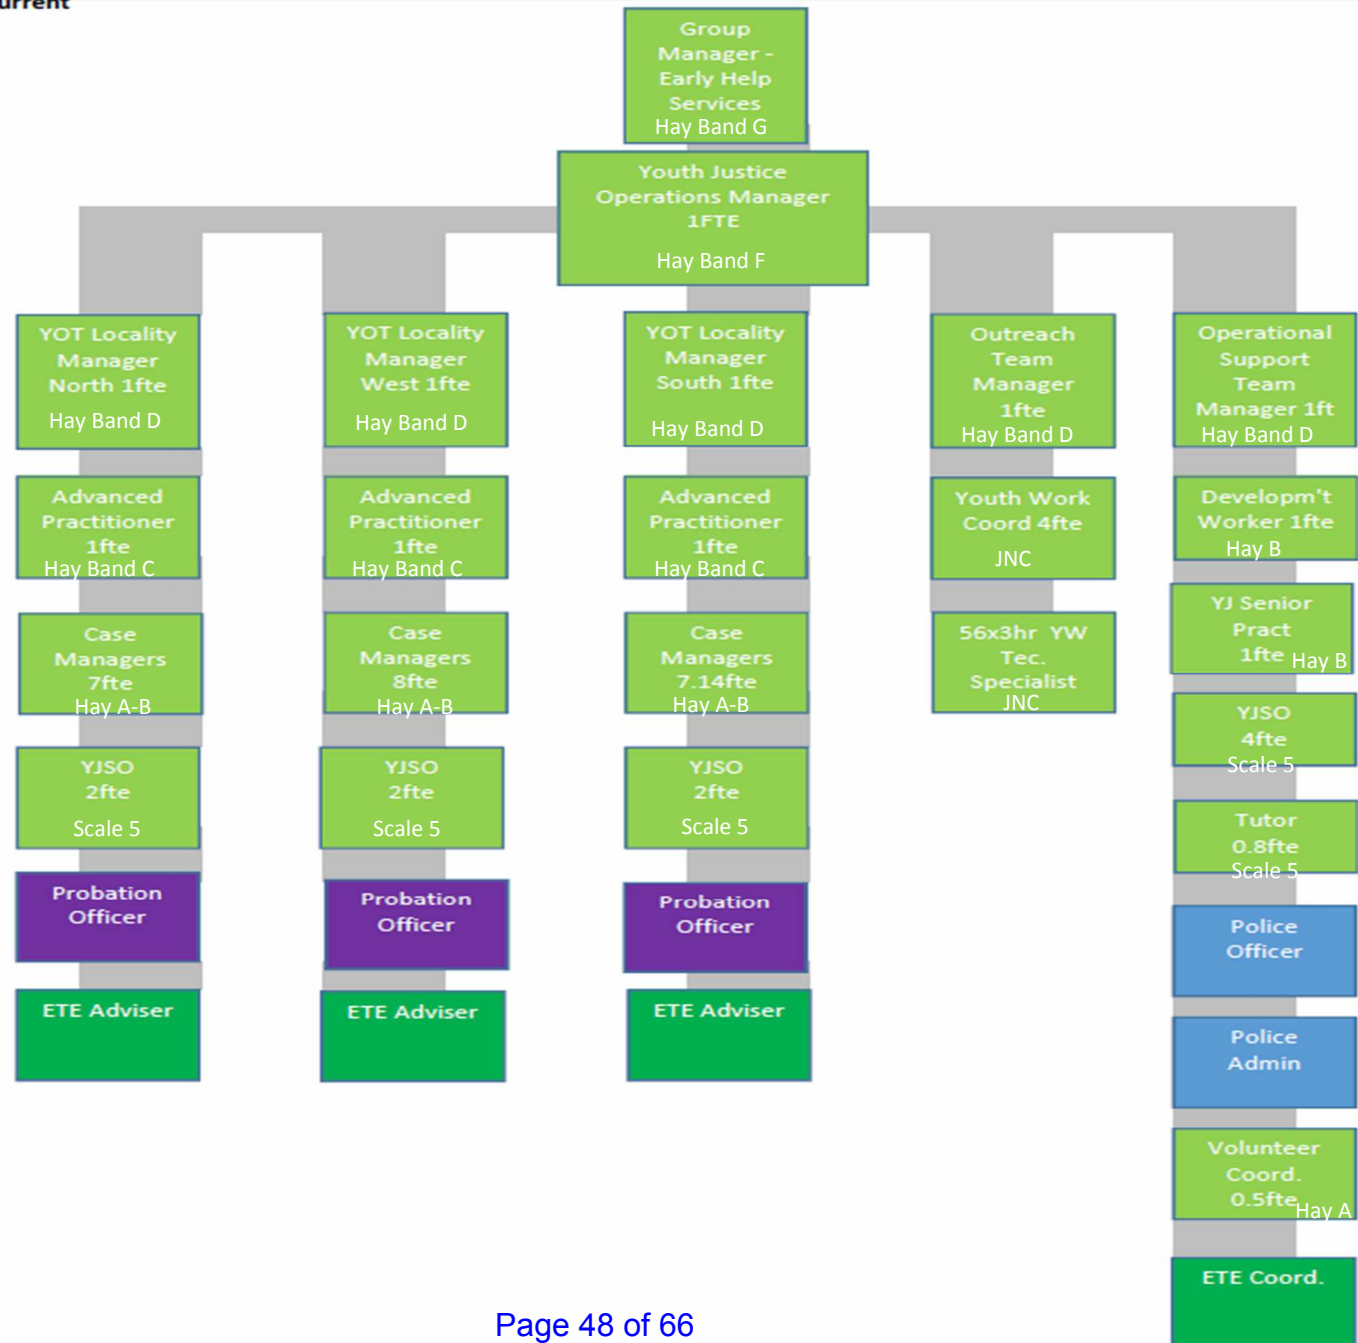 Group
Manager -
Early Help
Services
Hay Band G
Youth Justice
Operations Manager
1FTE
Hay Band F
YOT Locality
Manager
North 1fte
Hay Band D
Advanced
Practitioner
1fte
Hay Band C
Case
Managers
7fte
Hay A-B
YJSO
2fte
Scale 5
Probation
Officer
ETE Adviser
YOT Locality
Manager
West 1fte
Hay Band D
Advanced
Practitioner
1fte
Hay Band C
Case
Managers
8fte
Hay A-B
YJSO
2fte
Scale 5
Probation
Officer
ETE Adviser
YOT Locality
Manager
South 1fte
Hay Band D
Advanced
Practitioner
1fte
Hay Band C
Case
Managers
7.14fte
Hay A-B
YJSO
2fte
Scale 5
Probation
Officer
ETE Adviser
Outreach
Team
Manager
1fte
Hay Band D
Youth Work
Coord 4fte
JNC
56x3hr YW
Tec.
Specialist
JNC
Operational
Support
Team
Manager 1ft
Hay Band D
Developm't
Worker 1fte
Hay B
YJ Senior
Pract
1fte Hay B
YJSO
4fte
Scale 5
Tutor
0.8fte
Scale 5
Police
Officer
Police
Admin
Volunteer
Coord.
0.5fte Hay A
ETE Coord.
Page 48 of 66